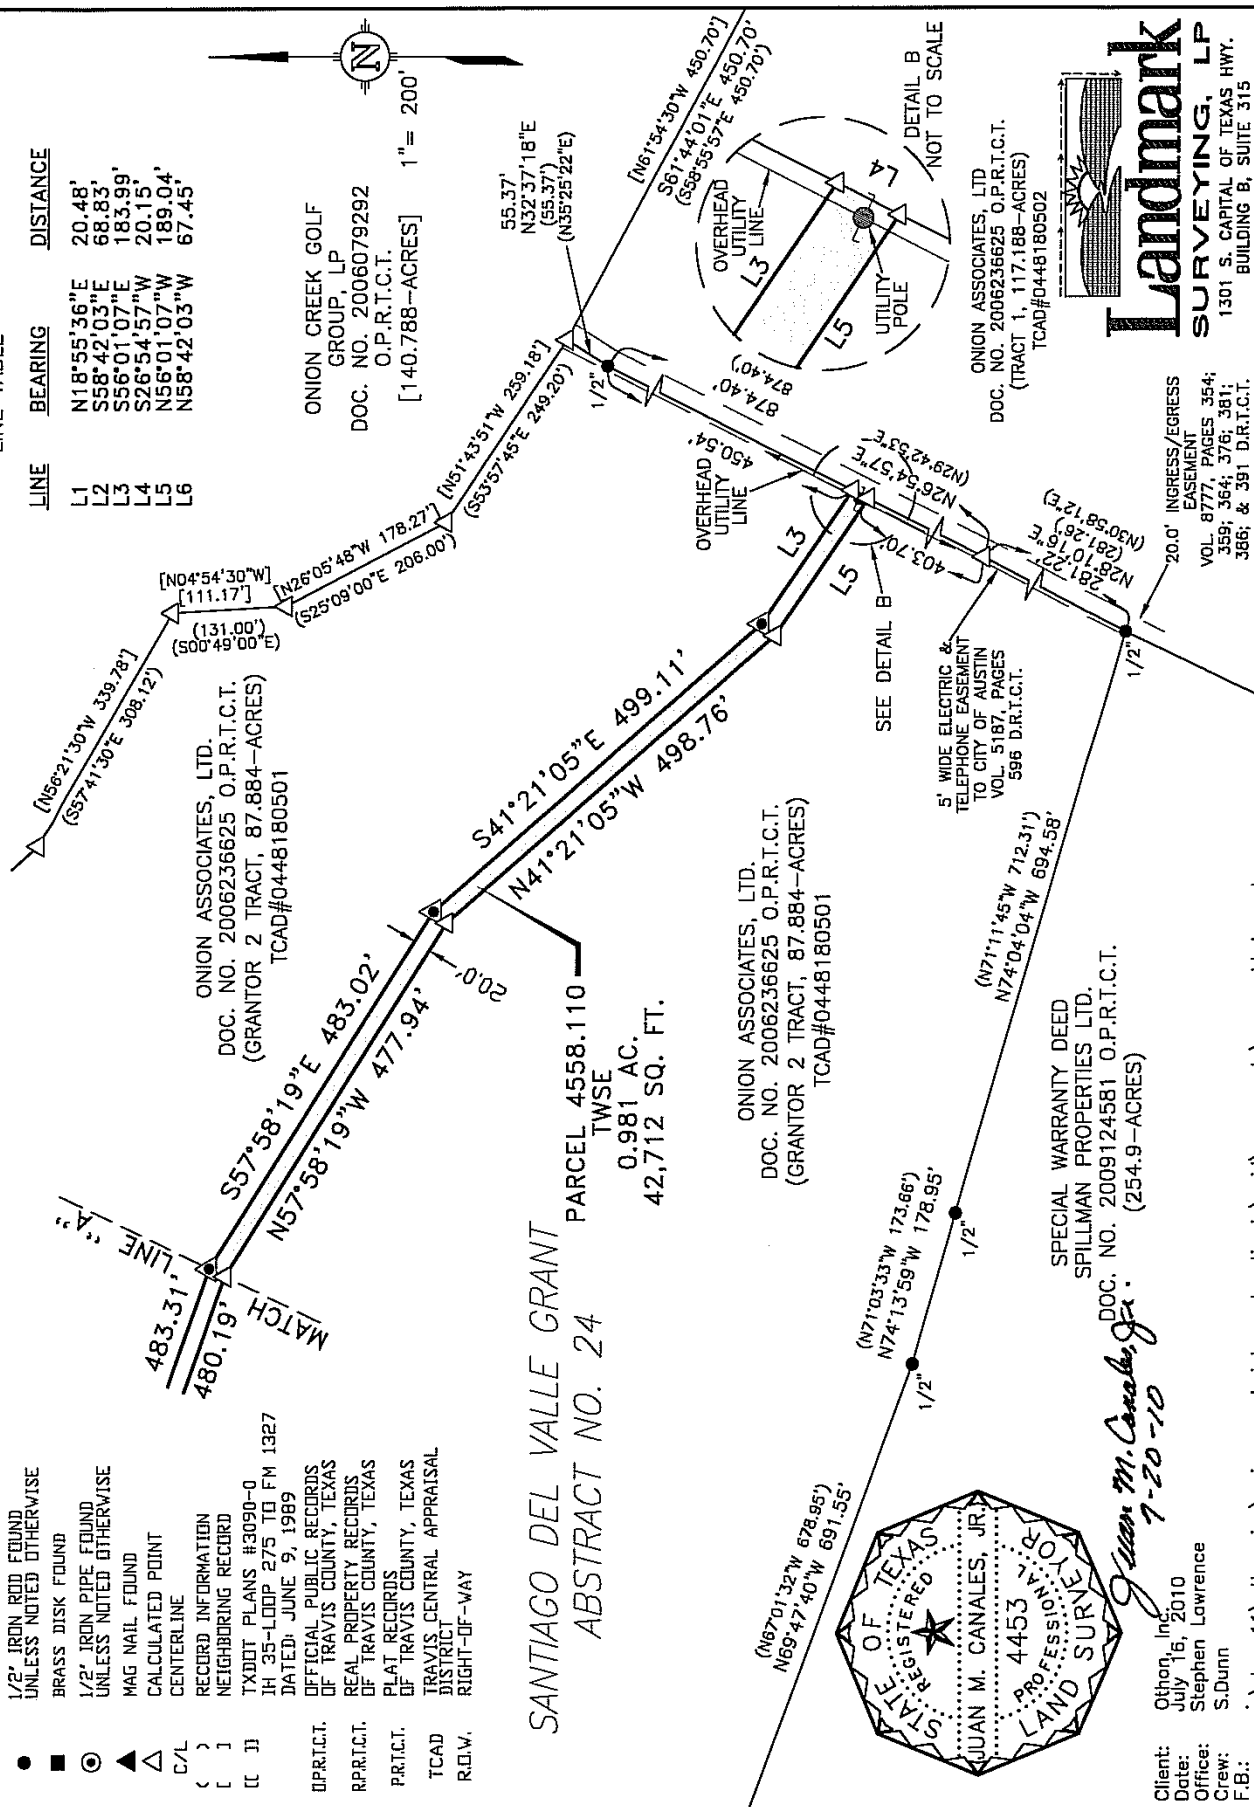 1/2" IRON ROD FOUND
UNLESS NOTED OTHERWISE
BRASS DISK FOUND
1/2" IRON PIPE FOUND
UNLESS NOTED OTHERWISE
MAG NAIL FOUND
CALCULATED POINT
C/L CENTERLINE
( ) RECORD INFORMATION
[ ] NEIGHBORING RECORD
[[ ]] TXDOT PLANS #3090-0
IH 35-LOOP 275 TO FM 1327
DATED: JUNE 9, 1989
O.P.R.T.C.T. OFFICIAL PUBLIC RECORDS
OF TRAVIS COUNTY, TEXAS
R.P.R.T.C.T. REAL PROPERTY RECORDS
OF TRAVIS COUNTY, TEXAS
P.R.T.C.T. PLAT RECORDS
OF TRAVIS COUNTY, TEXAS
TCAD TRAVIS CENTRAL APPRAISAL
DISTRICT
R.O.W. RIGHT-OF-WAY
SANTIAGO DEL VALLE GRANT
ABSTRACT NO. 24
483.31'
480.19'
MATCH LINE "A"
S57°58'19"E 483.02'
N57°58'19"W 477.94'
20.0'
S41°21'05"E 499.11'
N41°21'05"W 498.76'
PARCEL 4558.110
TWSE
0.981 AC.
42,712 SQ. FT.
ONION ASSOCIATES, LTD.
DOC. NO. 2006236625 O.P.R.T.C.T.
(GRANTOR 2 TRACT, 87.884-ACRES)
TCAD#0448180501
ONION ASSOCIATES, LTD.
DOC. NO. 2006236625 O.P.R.T.C.T.
(GRANTOR 2 TRACT, 87.884-ACRES)
TCAD#0448180501
[N56°21'30"W 339.78']
(S57°41'30"E 308.12')
[N04°54'30"W]
[111.17']
(131.00')
(S00°49'00"E)
[N26°05'48"W 178.27']
(S25°09'00"E 206.00')
[N51°43'51"W 259.18']
(S53°57'45"E 249.20')
LINE TABLE
LINE BEARING DISTANCE
L1 N18°55'36"E 20.48'
L2 S58°42'03"E 68.83'
L3 S56°01'07"E 183.99'
L4 S26°54'57"W 20.15'
L5 N56°01'07"W 189.04'
L6 N58°42'03"W 67.45'
ONION CREEK GOLF
GROUP, LP
DOC. NO. 2006079292
O.P.R.T.C.T.
[140.788-ACRES]
N
1"= 200'
55.37'
N32°37'18"E
(55.37')
(N35°25'22"E)
[N61°54'30"W 450.70']
S61°44'01"E 450.70'
(S58°55'57"E 450.70')
1/2"
OVERHEAD
UTILITY
LINE
450.54'
874.40'
874.40')
N26°54'57"E
(N29°42'53"E
L3
L5
SEE DETAIL B
403.70'
5' WIDE ELECTRIC &
TELEPHONE EASEMENT
TO CITY OF AUSTIN
VOL. 5187, PAGES
596 D.R.T.C.T.
281.22'
N28°10'16"E
(281.26')
(N30°58'12"E)
1/2"
20.0' INGRESS/EGRESS
EASEMENT
VOL. 8777, PAGES 354;
359; 364; 376; 381;
386; & 391 D.R.T.C.T.
OVERHEAD
UTILITY
LINE
L3
L5
L4
UTILITY
POLE
DETAIL B
NOT TO SCALE
ONION ASSOCIATES, LTD
DOC. NO. 2006236625 O.P.R.T.C.T.
(TRACT 1, 117.188-ACRES)
TCAD#0448180502
(N71°11'45"W 712.31')
N74°04'04"W 694.58'
(N71°03'33"W 173.66')
N74°13'59"W 178.95'
1/2"
1/2"
(N67°01'32"W 678.95')
N69°47'40"W 691.55'
SPECIAL WARRANTY DEED
SPILLMAN PROPERTIES LTD.
DOC. NO. 2009124581 O.P.R.T.C.T.
(254.9-ACRES)
STATE OF TEXAS
REGISTERED
JUAN M. CANALES, JR.
4453
PROFESSIONAL
LAND SURVEYOR
Juan M. Canales, Jr.
7-20-10
Client: Othon, Inc.
Date: July 16, 2010
Office: Stephen Lawrence
Crew: S.Dunn
F.B.:
Landmark
SURVEYING, LP
1301 S. CAPITAL OF TEXAS HWY.
BUILDING B, SUITE 315